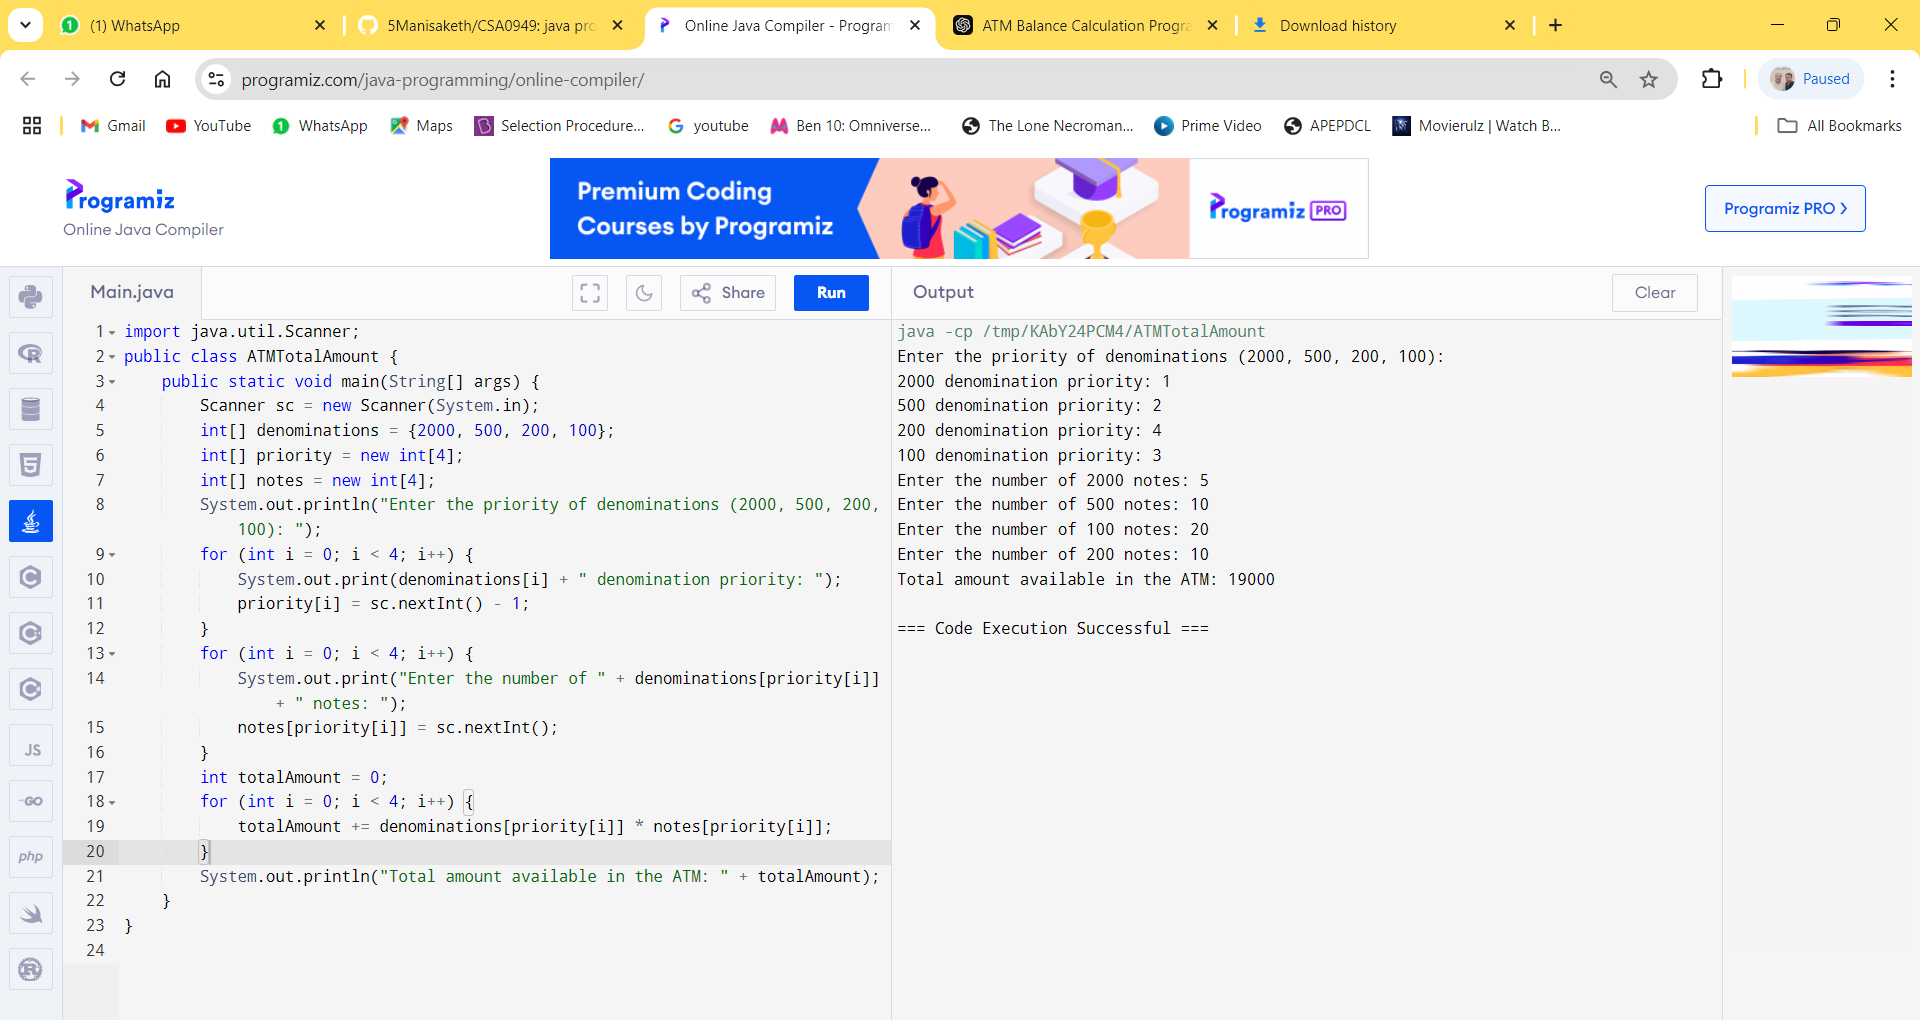 (1) WhatsApp
5Manisaketh/CSA0949: java pro
Online Java Compiler - Program
ATM Balance Calculation Progra
Download history
programiz.com/java-programming/online-compiler/
Paused
Gmail
YouTube
WhatsApp
Maps
Selection Procedure...
youtube
Ben 10: Omniverse...
The Lone Necroman...
Prime Video
APEPDCL
Movierulz | Watch B...
All Bookmarks
Programiz
Online Java Compiler
Premium Coding
Courses by Programiz
Programiz PRO
Programiz PRO >
Main.java
Share
Run
Output
Clear
1 import java.util.Scanner;
2 public class ATMTotalAmount {
3 public static void main(String[] args) {
4 Scanner sc = new Scanner(System.in);
5 int[] denominations = {2000, 500, 200, 100};
6 int[] priority = new int[4];
7 int[] notes = new int[4];
8 System.out.println("Enter the priority of denominations (2000, 500, 200,
100): ");
9 for (int i = 0; i < 4; i++) {
10 System.out.print(denominations[i] + " denomination priority: ");
11 priority[i] = sc.nextInt() - 1;
12 }
13 for (int i = 0; i < 4; i++) {
14 System.out.print("Enter the number of " + denominations[priority[i]]
+ " notes: ");
15 notes[priority[i]] = sc.nextInt();
16 }
17 int totalAmount = 0;
18 for (int i = 0; i < 4; i++) {
19 totalAmount += denominations[priority[i]] * notes[priority[i]];
20 }
21 System.out.println("Total amount available in the ATM: " + totalAmount);
22 }
23 }
24
java -cp /tmp/KAbY24PCM4/ATMTotalAmount
Enter the priority of denominations (2000, 500, 200, 100):
2000 denomination priority: 1
500 denomination priority: 2
200 denomination priority: 4
100 denomination priority: 3
Enter the number of 2000 notes: 5
Enter the number of 500 notes: 10
Enter the number of 100 notes: 20
Enter the number of 200 notes: 10
Total amount available in the ATM: 19000
=== Code Execution Successful ===
JS
GO
php